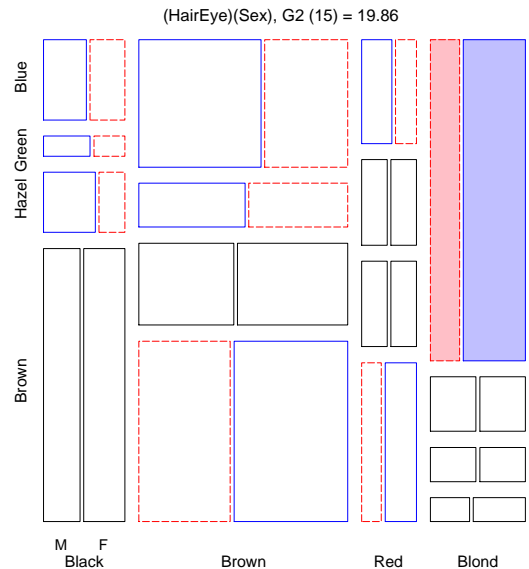 (HairEye)(Sex), G2 (15) = 19.86
Blue
Green
Hazel
Brown
M F
Black Brown Red Blond